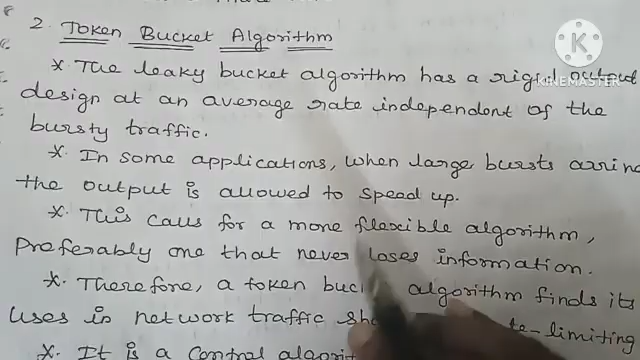 2. Token Bucket Algorithm
KINEMASTER
* The leaky bucket algorithm has a rigid output
design at an average rate independent of the
bursty traffic.
* In some applications, when large bursts
the output is allowed to speed up.
* This calls for a more flexible algorithm,
preferably one that never loses information.
* Therefore, a token algorithm finds its
uses in network traffic
* It is a control